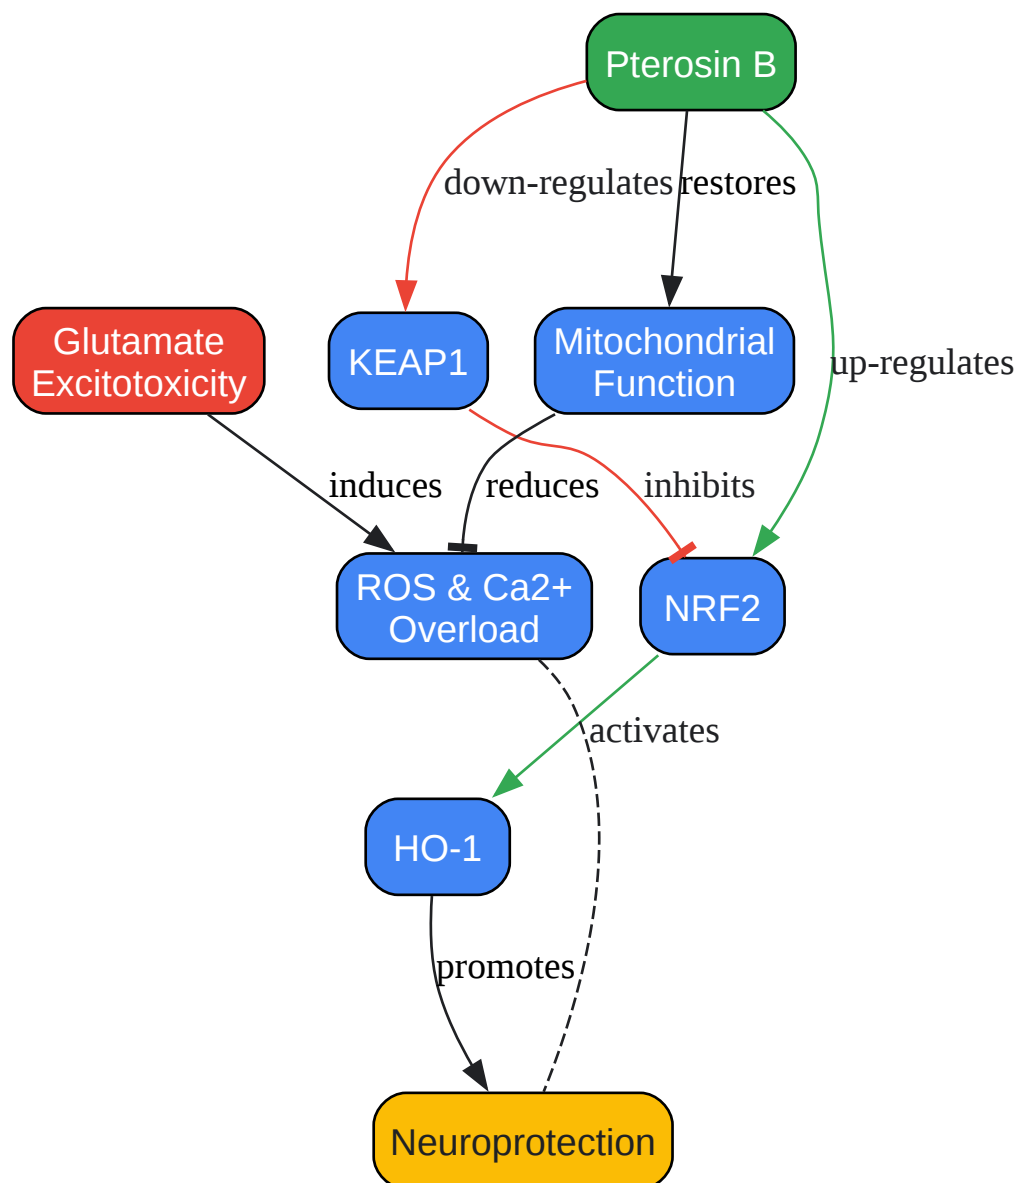 Pterosin B
down-regulates
restores
Glutamate
Excitotoxicity
KEAP1
Mitochondrial
Function
up-regulates
induces
reduces
inhibits
ROS & Ca2+
Overload
NRF2
activates
HO-1
promotes
Neuroprotection